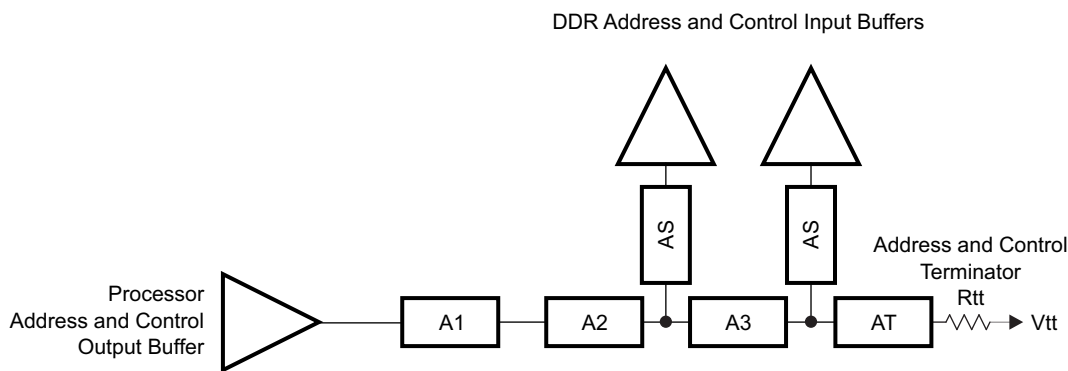 DDR Address and Control Input Buffers
AS
AS
Address and Control
Terminator
Rtt
Processor
Address and Control
Output Buffer
A1
A2
A3
AT
Vtt